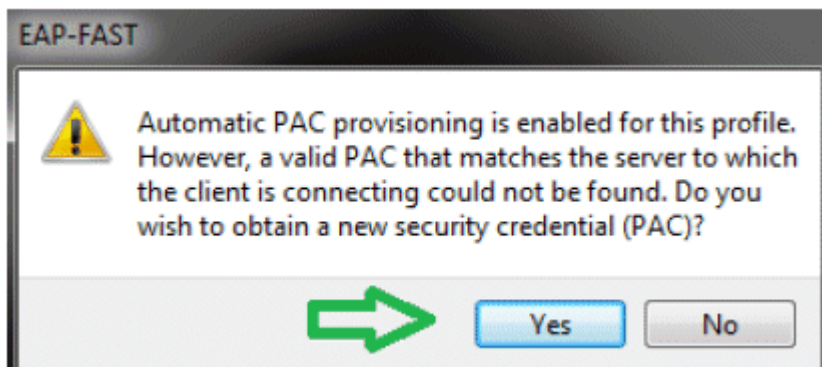 EAP-FAST
Automatic PAC provisioning is enabled for this profile.
However, a valid PAC that matches the server to which
the client is connecting could not be found. Do you
wish to obtain a new security credential (PAC)?
Yes
No